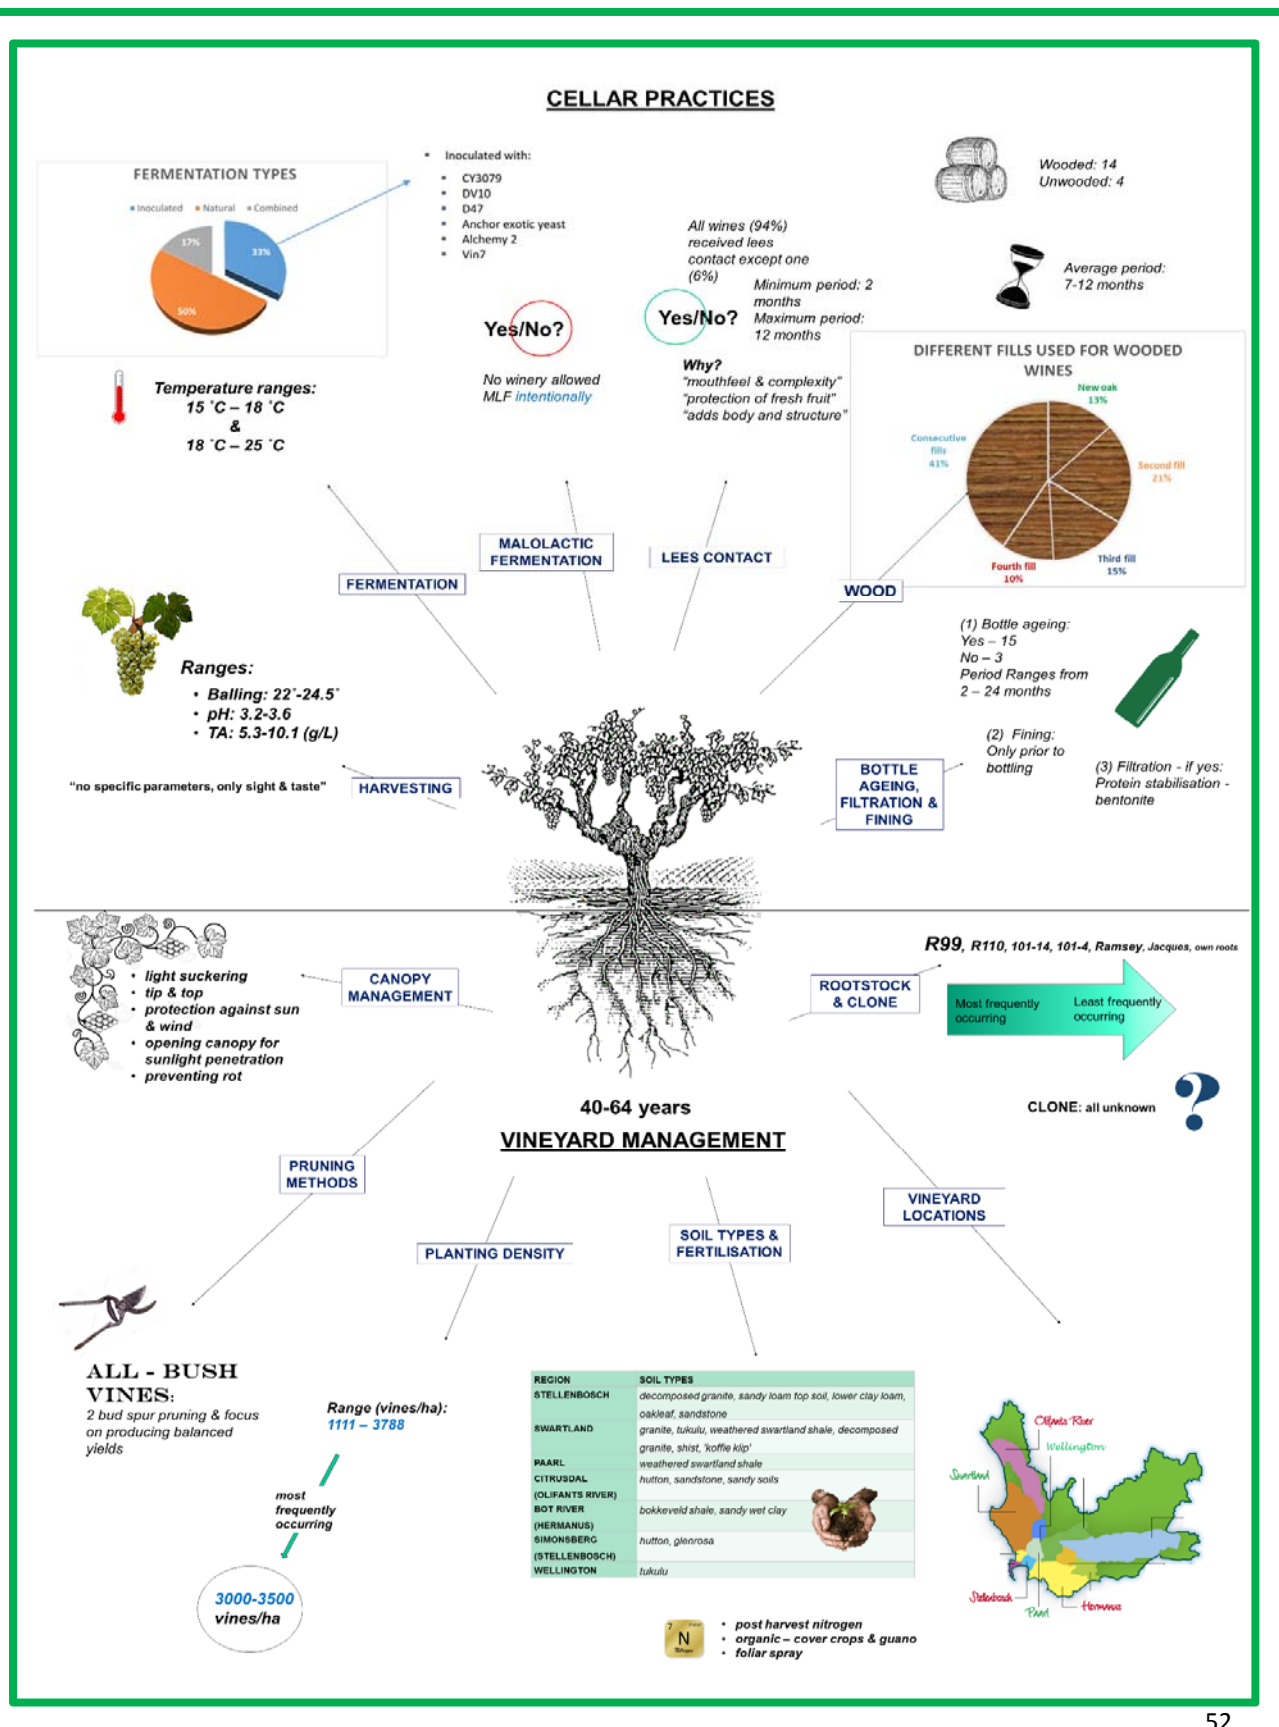 CELLAR PRACTICES
FERMENTATION TYPES
Inoculated Natural Combined
17%
33%
50%
Inoculated with:
CY3079
DV10
D47
Anchor exotic yeast
Alchemy 2
Vin7
Wooded: 14
Unwooded: 4
All wines (94%)
received lees
contact except one
(6%)
Minimum period: 2
months
Maximum period:
12 months
Average period:
7-12 months
Yes/No?
Yes/No?
No winery allowed
MLF intentionally
Why?
“mouthfeel & complexity”
“protection of fresh fruit”
“adds body and structure”
Temperature ranges:
15 ˚C – 18 ˚C
&
18 ˚C – 25 ˚C
DIFFERENT FILLS USED FOR WOODED
WINES
New oak
13%
Consecutive
fills
41%
Second fill
21%
Third fill
15%
Fourth fill
10%
MALOLACTIC
FERMENTATION
LEES CONTACT
FERMENTATION
WOOD
Ranges:
• Balling: 22˚-24.5˚
• pH: 3.2-3.6
• TA: 5.3-10.1 (g/L)
“no specific parameters, only sight & taste”
HARVESTING
(1) Bottle ageing:
Yes – 15
No – 3
Period Ranges from
2 – 24 months
(2) Fining:
Only prior to
bottling
(3) Filtration - if yes:
Protein stabilisation -
bentonite
BOTTLE
AGEING,
FILTRATION &
FINING
• light suckering
• tip & top
• protection against sun
& wind
• opening canopy for
sunlight penetration
• preventing rot
CANOPY
MANAGEMENT
ROOTSTOCK
& CLONE
R99, R110, 101-14, 101-4, Ramsey, Jacques, own roots
Most frequently
occurring
Least frequently
occurring
CLONE: all unknown
?
40-64 years
VINEYARD MANAGEMENT
PRUNING
METHODS
PLANTING DENSITY
SOIL TYPES &
FERTILISATION
VINEYARD
LOCATIONS
ALL - BUSH
VINES:
2 bud spur pruning & focus
on producing balanced
yields
Range (vines/ha):
1111 – 3788
most
frequently
occurring
3000-3500
vines/ha
REGION SOIL TYPES
STELLENBOSCH decomposed granite, sandy loam top soil, lower clay loam,
oakleaf, sandstone
SWARTLAND granite, tukulu, weathered swartland shale, decomposed
granite, shist, 'koffie klip'
PAARL weathered swartland shale
CITRUSDAL hutton, sandstone, sandy soils
(OLIFANTS RIVER)
BOT RIVER bokkeveld shale, sandy wet clay
(HERMANUS)
SIMONSBERG hutton, glenrosa
(STELLENBOSCH)
WELLINGTON tukulu
7
N
Nitrogen
• post harvest nitrogen
• organic – cover crops & guano
• foliar spray
Olifants River
Wellington
Swartland
Stellenbosch
Paarl
Hermanus
52